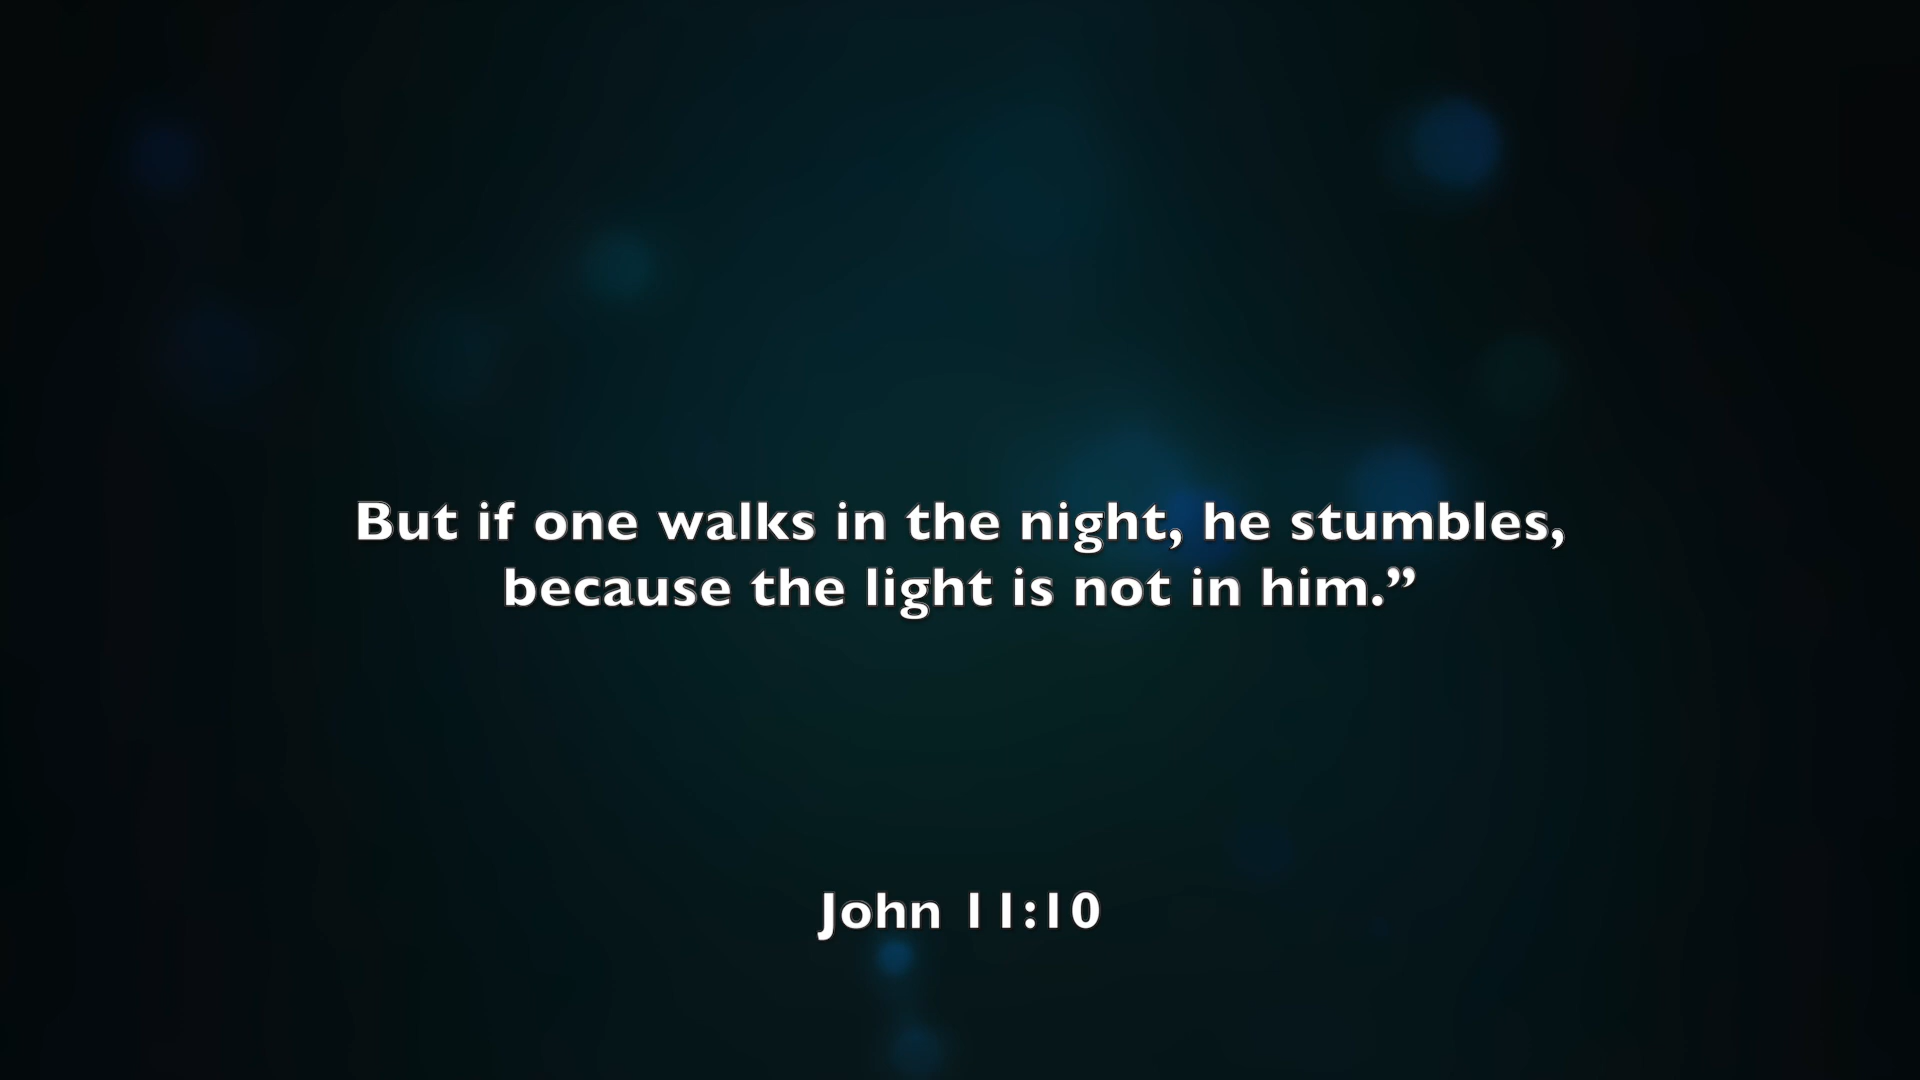 But if one walks in the night, he stumbles,
because the light is not in him.”
John 11:10